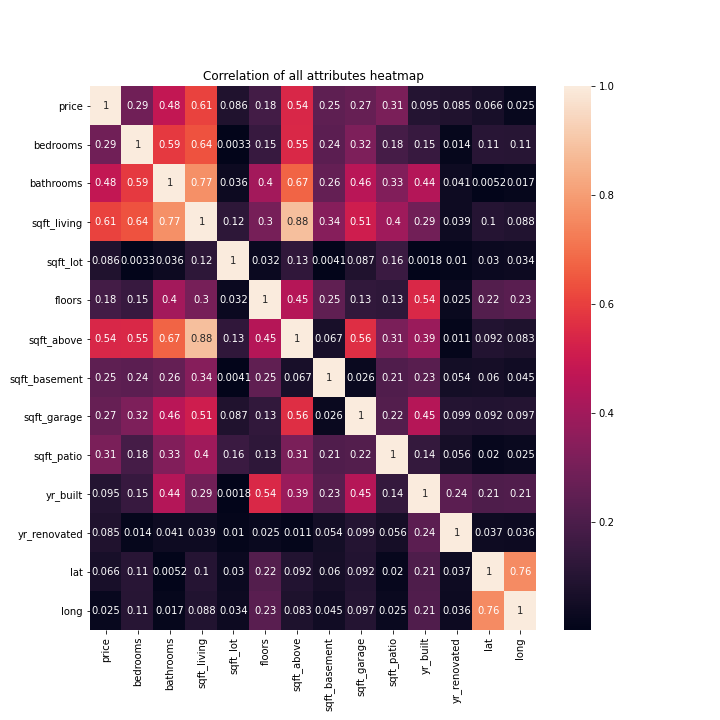 Correlation of all attributes heatmap
price 1 0.29 0.48 0.61 0.086 0.18 0.54 0.25 0.27 0.31 0.095 0.085 0.066 0.025
bedrooms 0.29 1 0.59 0.64 0.0033 0.15 0.55 0.24 0.32 0.18 0.15 0.014 0.11 0.11
bathrooms 0.48 0.59 1 0.77 0.036 0.4 0.67 0.26 0.46 0.33 0.44 0.041 0.0052 0.017
sqft_living 0.61 0.64 0.77 1 0.12 0.3 0.88 0.34 0.51 0.4 0.29 0.039 0.1 0.088
sqft_lot 0.086 0.0033 0.036 0.12 1 0.032 0.13 0.0041 0.087 0.16 0.0018 0.01 0.03 0.034
floors 0.18 0.15 0.4 0.3 0.032 1 0.45 0.25 0.13 0.13 0.54 0.025 0.22 0.23
sqft_above 0.54 0.55 0.67 0.88 0.13 0.45 1 0.067 0.56 0.31 0.39 0.011 0.092 0.083
sqft_basement 0.25 0.24 0.26 0.34 0.0041 0.25 0.067 1 0.026 0.21 0.23 0.054 0.06 0.045
sqft_garage 0.27 0.32 0.46 0.51 0.087 0.13 0.56 0.026 1 0.22 0.45 0.099 0.092 0.097
sqft_patio 0.31 0.18 0.33 0.4 0.16 0.13 0.31 0.21 0.22 1 0.14 0.056 0.02 0.025
yr_built 0.095 0.15 0.44 0.29 0.0018 0.54 0.39 0.23 0.45 0.14 1 0.24 0.21 0.21
yr_renovated 0.085 0.014 0.041 0.039 0.01 0.025 0.011 0.054 0.099 0.056 0.24 1 0.037 0.036
lat 0.066 0.11 0.0052 0.1 0.03 0.22 0.092 0.06 0.092 0.02 0.21 0.037 1 0.76
long 0.025 0.11 0.017 0.088 0.034 0.23 0.083 0.045 0.097 0.025 0.21 0.036 0.76 1
price bedrooms bathrooms sqft_living sqft_lot floors sqft_above sqft_basement sqft_garage sqft_patio yr_built yr_renovated lat long
1.0
0.8
0.6
0.4
0.2